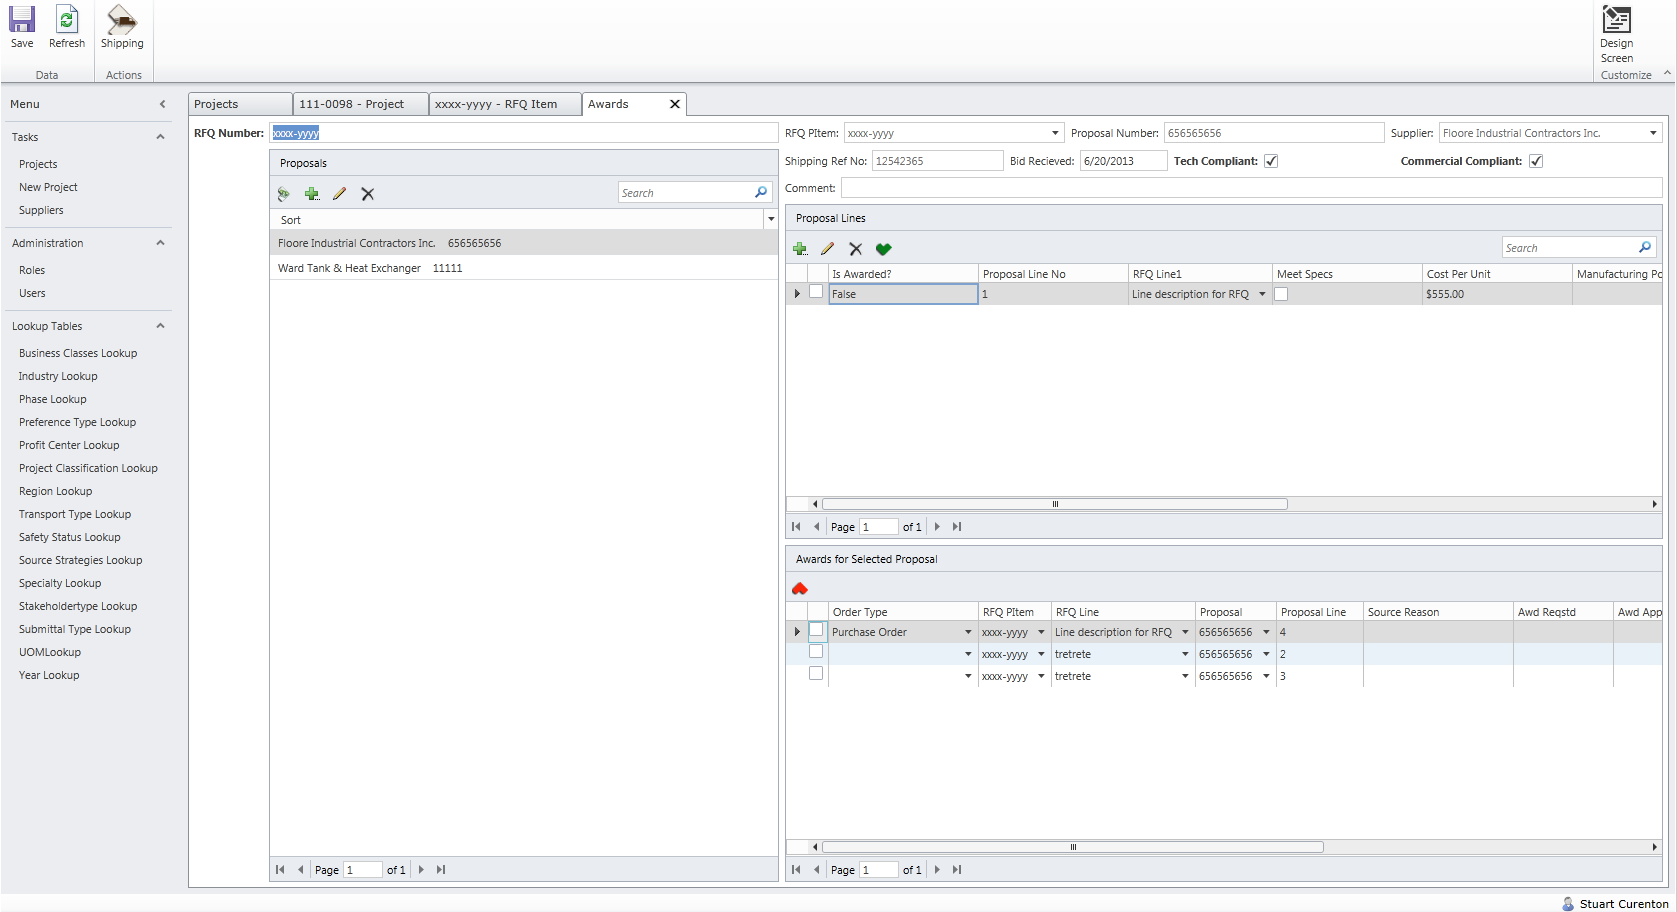 Save
Refresh
Shipping
Design Screen
Data
Actions
Customize
Menu
Projects
111-0098 - Project
xxxx-yyyy - RFQ Item
Awards
Tasks
Projects
New Project
Suppliers
Administration
Roles
Users
Lookup Tables
Business Classes Lookup
Industry Lookup
Phase Lookup
Preference Type Lookup
Profit Center Lookup
Project Classification Lookup
Region Lookup
Transport Type Lookup
Safety Status Lookup
Source Strategies Lookup
Specialty Lookup
Stakeholdertype Lookup
Submittal Type Lookup
UOMLookup
Year Lookup
RFQ Number: xxxx-yyyy
Proposals
Search
Sort
Floore Industrial Contractors Inc. 656565656
Ward Tank & Heat Exchanger 11111
Page 1 of 1
RFQ PItem: xxxx-yyyy Proposal Number: 656565656 Supplier: Floore Industrial Contractors Inc.
Shipping Ref No: 12542365 Bid Recieved: 6/20/2013 Tech Compliant: Commercial Compliant:
Comment:
Proposal Lines
Search
Is Awarded? Proposal Line No RFQ Line1 Meet Specs Cost Per Unit Manufacturing Po
False 1 Line description for RFQ $555.00
Page 1 of 1
Awards for Selected Proposal
Order Type RFQ PItem RFQ Line Proposal Proposal Line Source Reason Awd Reqstd Awd App
Purchase Order xxxx-yyyy Line description for RFQ 656565656 4
xxxx-yyyy tretrete 656565656 2
xxxx-yyyy tretrete 656565656 3
Page 1 of 1
Stuart Curenton